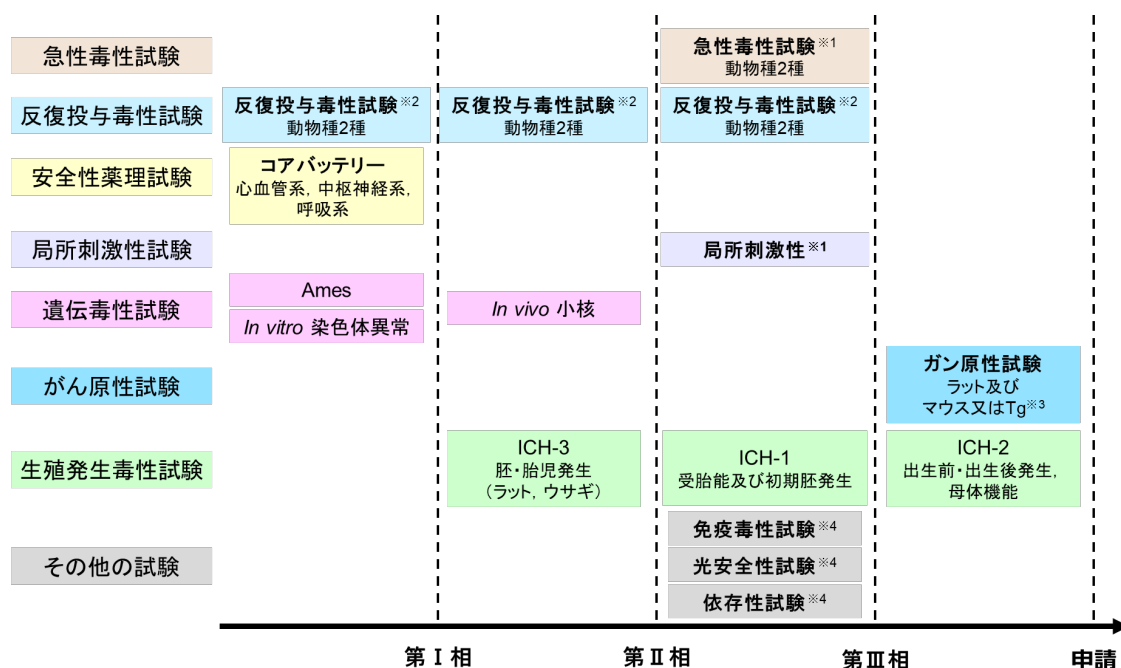 急性毒性試験
急性毒性試験※1
動物種2種
反復投与毒性試験
反復投与毒性試験※2
動物種2種
反復投与毒性試験※2
動物種2種
反復投与毒性試験※2
動物種2種
安全性薬理試験
コアバッテリー
心血管系, 中枢神経系,
呼吸系
局所刺激性試験
局所刺激性※1
遺伝毒性試験
Ames
In vitro 染色体異常
In vivo 小核
がん原性試験
ガン原性試験
ラット及び
マウス又はTg※3
生殖発生毒性試験
ICH-3
胚・胎児発生
（ラット, ウサギ）
ICH-1
受胎能及び初期胚発生
ICH-2
出生前・出生後発生,
母体機能
その他の試験
免疫毒性試験※4
光安全性試験※4
依存性試験※4
第Ⅰ相
第Ⅱ相
第Ⅲ相
申請